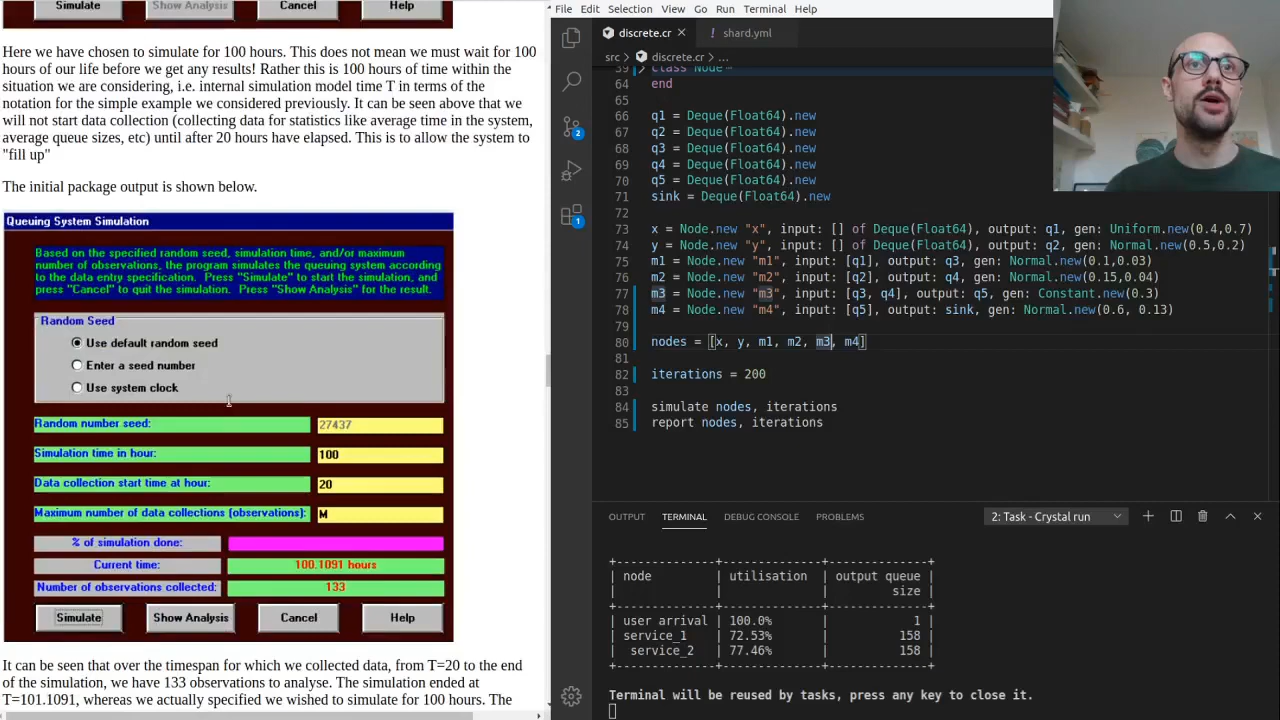 Simulate Show Analysis Cancel Help
Here we have chosen to simulate for 100 hours. This does not mean we must wait for 100
hours of our life before we get any results! Rather this is 100 hours of time within the
situation we are considering, i.e. internal simulation model time T in terms of the
notation for the simple example we considered previously. It can be seen above that we
will not start data collection (collecting data for statistics like average time in the system,
average queue sizes, etc) until after 20 hours have elapsed. This is to allow the system to
"fill up"
The initial package output is shown below.
Queuing System Simulation
Based on the specified random seed, simulation time, and/or maximum
number of observations, the program simulates the queuing system according
to the data entry specification. Press "Simulate" to start the simulation, and
press "Cancel" to quit the simulation. Press "Show Analysis" for the result.
Random Seed
Use default random seed
Enter a seed number
Use system clock
Random number seed: 27437
Simulation time in hour: 100
Data collection start time at hour: 20
Maximum number of data collections (observations): M
% of simulation done:
Current time: 100.1091 hours
Number of observations collected: 133
Simulate Show Analysis Cancel Help
It can be seen that over the timespan for which we collected data, from T=20 to the end
of the simulation, we have 133 observations to analyse. The simulation ended at
T=101.1091, whereas we actually specified we wished to simulate for 100 hours. The
File Edit Selection View Go Run Terminal Help
discrete.cr shard.yml
src > discrete.cr > ...
39 class Node
64 end
65
66 q1 = Deque(Float64).new
67 q2 = Deque(Float64).new
68 q3 = Deque(Float64).new
69 q4 = Deque(Float64).new
70 q5 = Deque(Float64).new
71 sink = Deque(Float64).new
72
73 x = Node.new "x", input: [] of Deque(Float64), output: q1, gen: Uniform.new(0.4,0.7)
74 y = Node.new "y", input: [] of Deque(Float64), output: q2, gen: Normal.new(0.5,0.2)
75 m1 = Node.new "m1", input: [q1], output: q3, gen: Normal.new(0.1,0.03)
76 m2 = Node.new "m2", input: [q2], output: q4, gen: Normal.new(0.15,0.04)
77 m3 = Node.new "m3", input: [q3, q4], output: q5, gen: Constant.new(0.3)
78 m4 = Node.new "m4", input: [q5], output: sink, gen: Normal.new(0.6, 0.13)
79
80 nodes = [x, y, m1, m2, m3, m4]
81
82 iterations = 200
83
84 simulate nodes, iterations
85 report nodes, iterations
2
1
OUTPUT TERMINAL DEBUG CONSOLE PROBLEMS 2: Task - Crystal run
+--------------+--------------+--------------+
| node | utilisation | output queue |
| | | size |
+--------------+--------------+--------------+
| user arrival | 100.0% | 1 |
| service_1 | 72.53% | 158 |
| service_2 | 77.46% | 158 |
+--------------+--------------+--------------+
Terminal will be reused by tasks, press any key to close it.